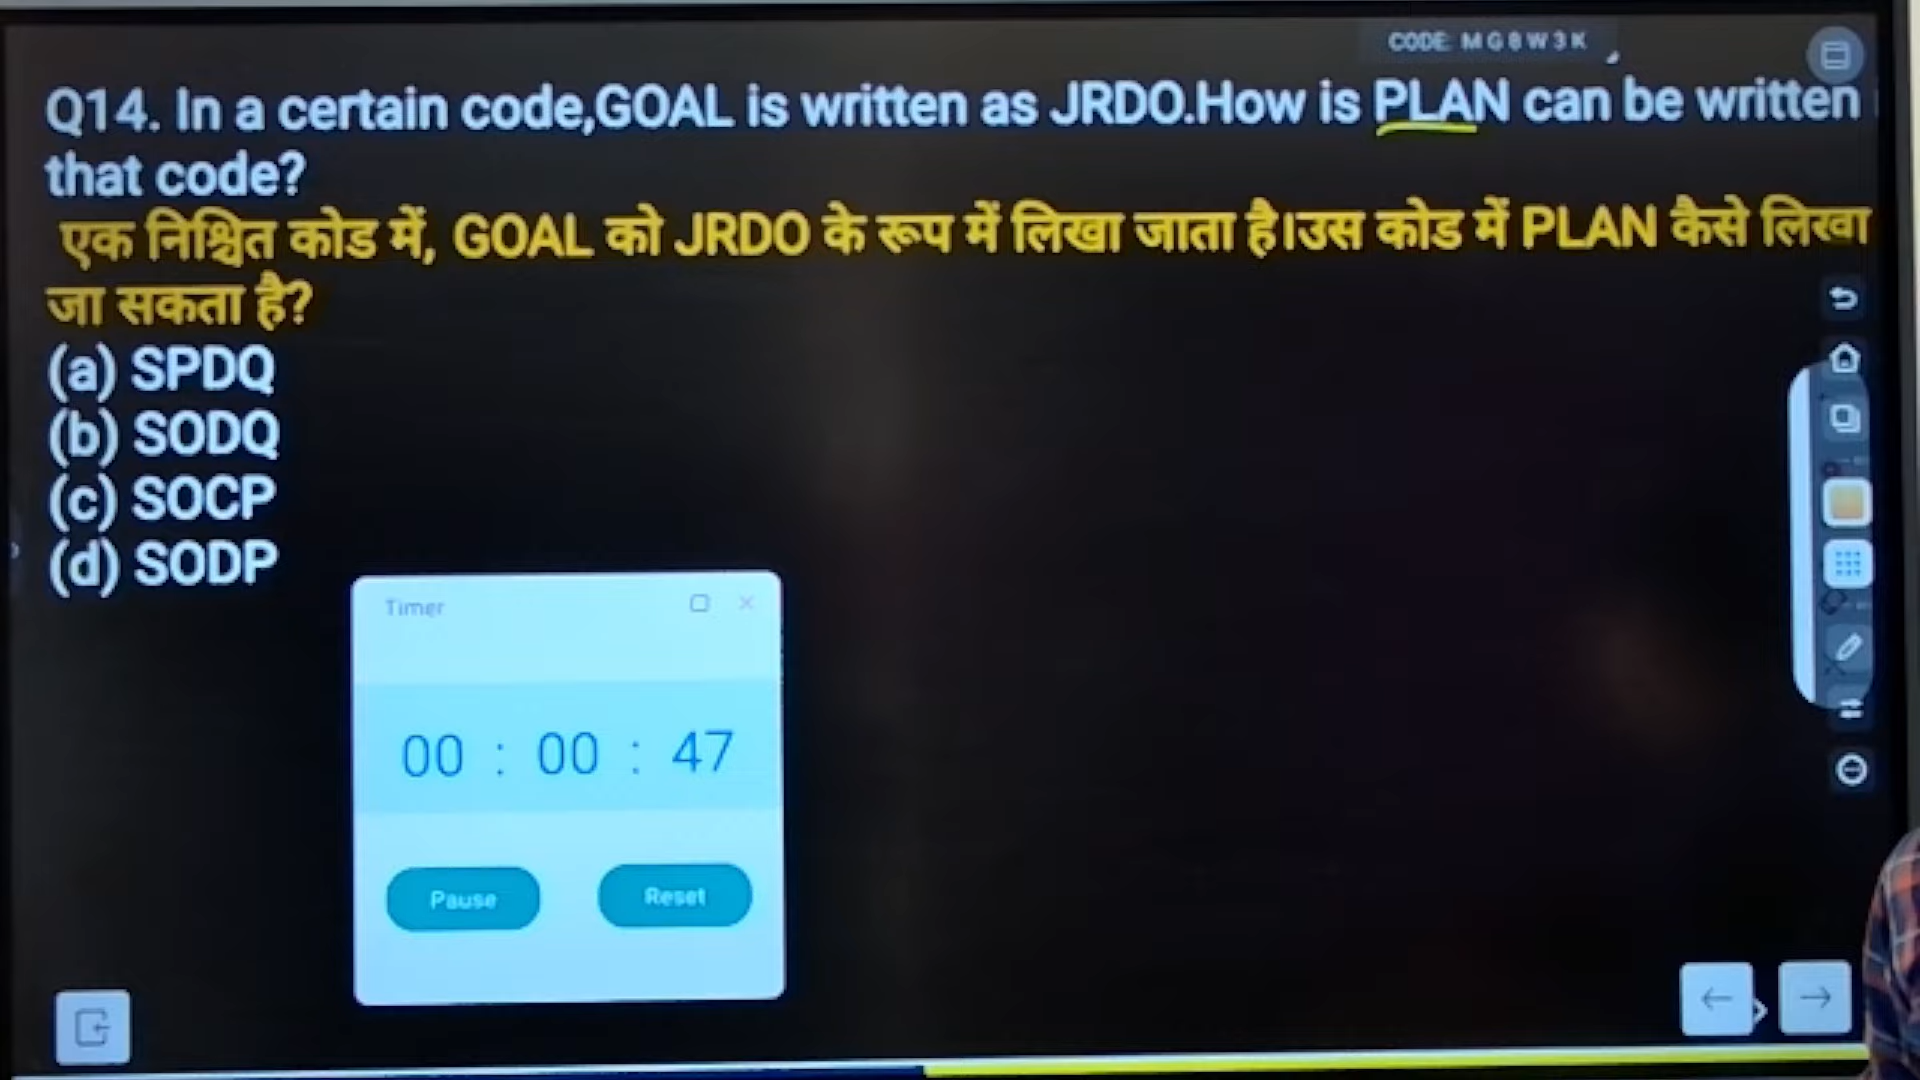 CODE: MG8W3K
Q14. In a certain code,GOAL is written as JRDO.How is PLAN can be written
that code?
एक निश्चित कोड में, GOAL को JRDO के रूप में लिखा जाता है।उस कोड में PLAN कैसे लिखा
जा सकता है?
(a) SPDQ
(b) SODQ
(c) SOCP
(d) SODP
Timer
00 : 00 : 47
Pause
Reset